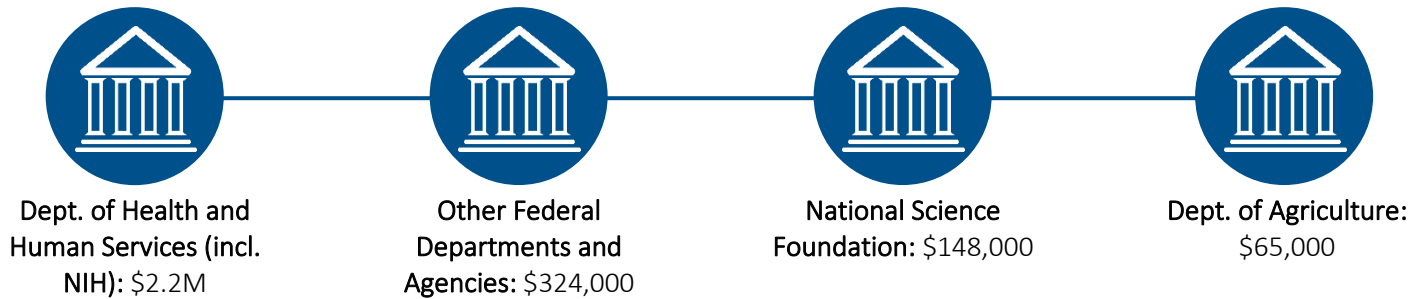 Dept. of Health and
Human Services (incl.
NIH): $2.2M
Other Federal
Departments and
Agencies: $324,000
National Science
Foundation: $148,000
Dept. of Agriculture:
$65,000